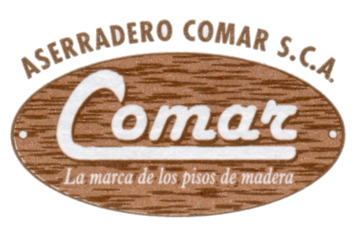 ASERRADERO COMAR S.C.A.
Comar
La marca de los pisos de madera